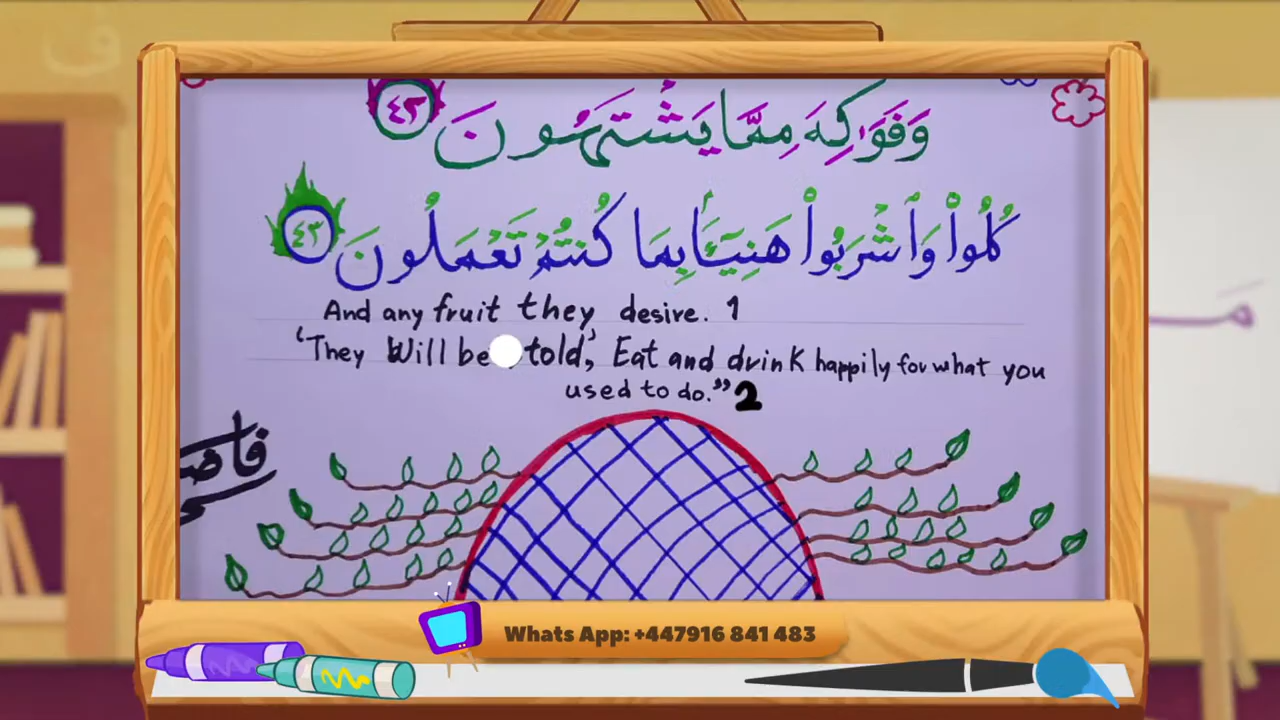 وَفَوَٰكِهَ مِمَّا يَشْتَهُونَ ٤٢
كُلُوا۟ وَٱشْرَبُوا۟ هَنِيٓـَٔۢا بِمَا كُنتُمْ تَعْمَلُونَ ٤٣
And any fruit they desire. 1
‘They Will be told,’ Eat and drink happily for what you
used to do.” 2
Whats App: +447916 841 483